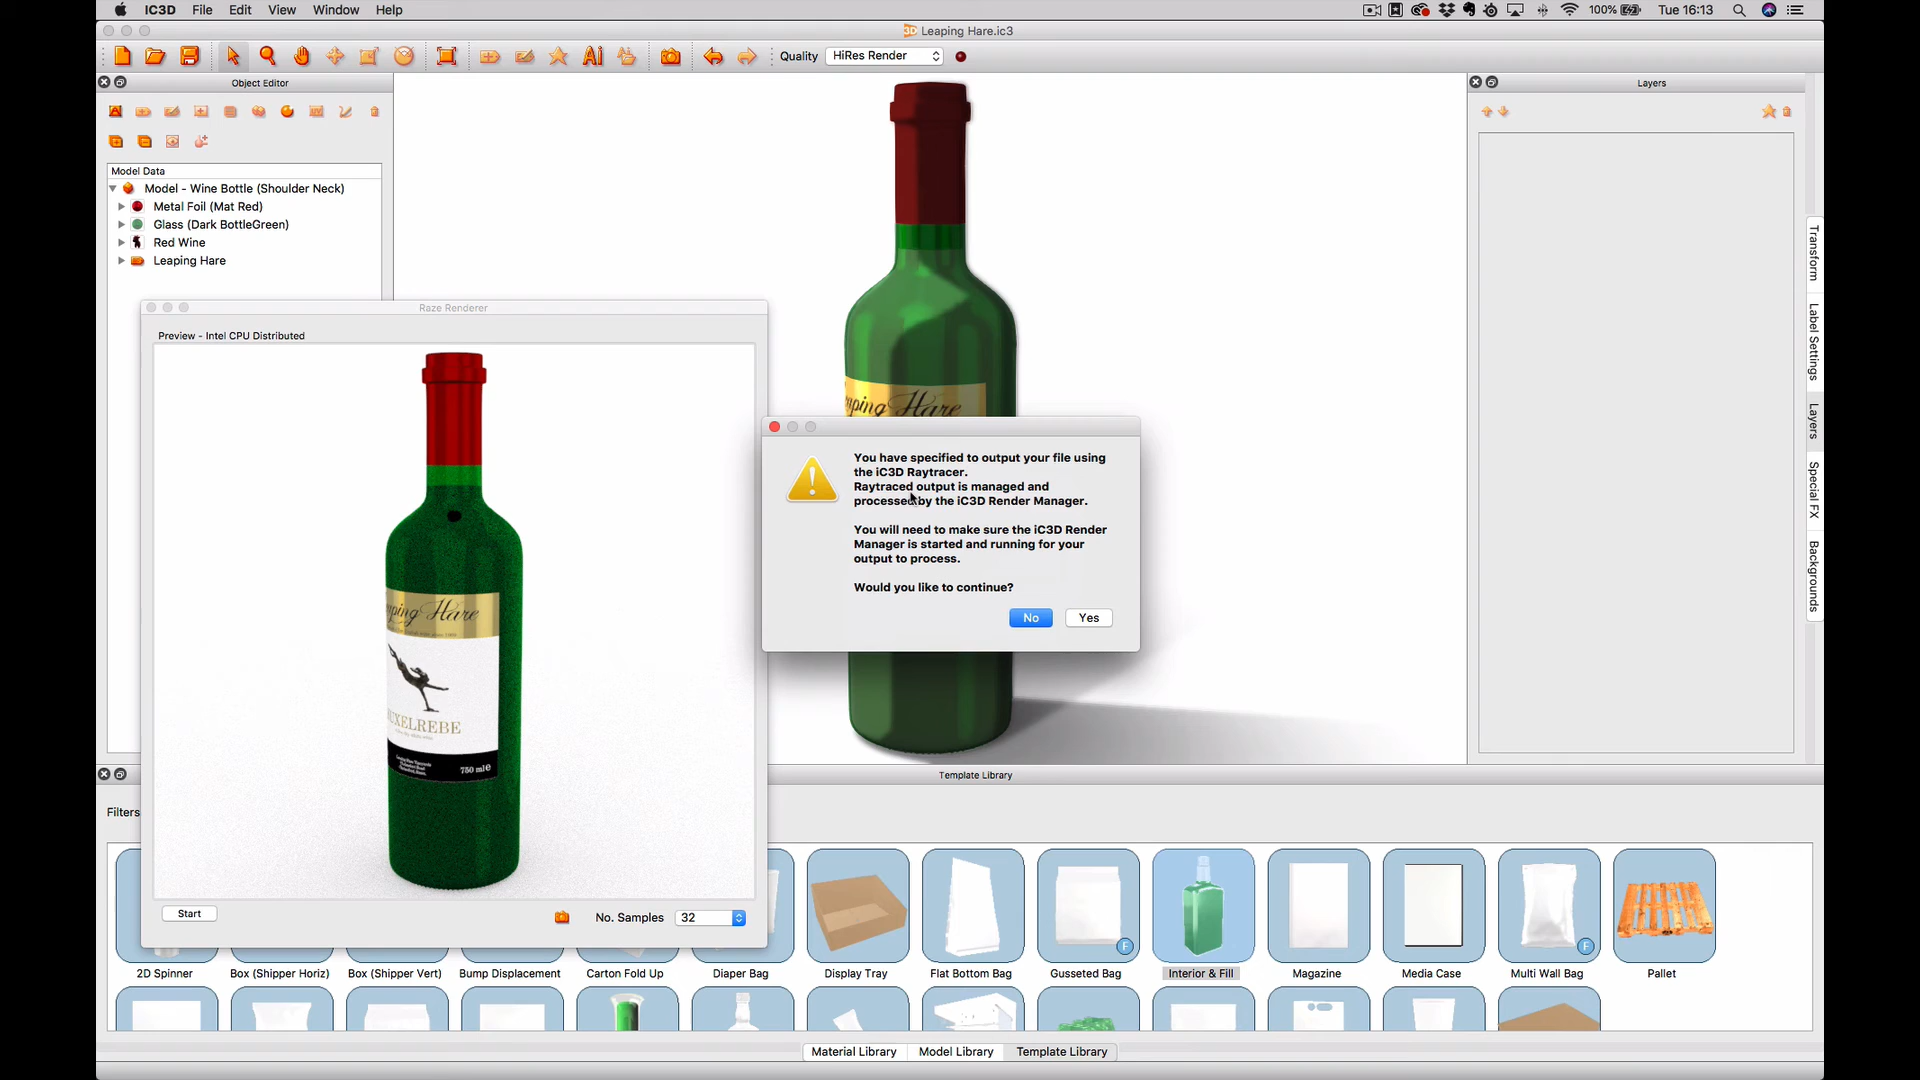 IC3D File Edit View Window Help
100% Tue 16:13
Leaping Hare.ic3
Ai
Quality HiRes Render
Object Editor
Layers
Model Data
Model - Wine Bottle (Shoulder Neck)
Metal Foil (Mat Red)
Glass (Dark BottleGreen)
Red Wine
Leaping Hare
Transform
Label Settings
Layers
Special FX
Backgrounds
Raze Renderer
Preview - Intel CPU Distributed
aping Hare
UXELREBE
750 ml e
Start
No. Samples 32
aping Hare
You have specified to output your file using
the iC3D Raytracer.
Raytraced output is managed and
processed by the iC3D Render Manager.
You will need to make sure the iC3D Render
Manager is started and running for your
output to process.
Would you like to continue?
No Yes
Template Library
Filters
F
F
2D Spinner Box (Shipper Horiz) Box (Shipper Vert) Bump Displacement Carton Fold Up Diaper Bag Display Tray Flat Bottom Bag Gusseted Bag Interior & Fill Magazine Media Case Multi Wall Bag Pallet
Material Library Model Library Template Library